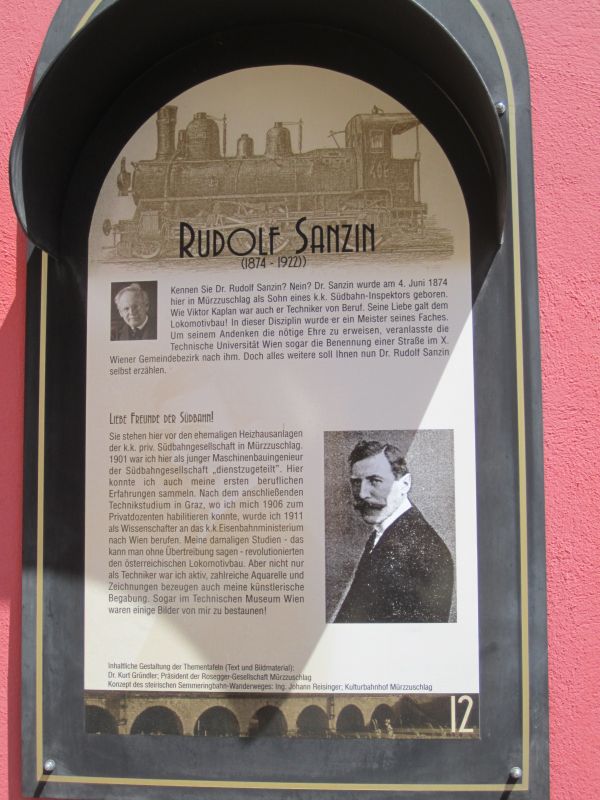 406
RUDOLF SANZIN
(1874 - 1922))
Kennen Sie Dr. Rudolf Sanzin? Nein? Dr. Sanzin wurde am 4. Juni 1874
hier in Mürzzuschlag als Sohn eines k.k. Südbahn-Inspektors geboren.
Wie Viktor Kaplan war auch er Techniker von Beruf. Seine Liebe galt dem
Lokomotivbau! In dieser Disziplin wurde er ein Meister seines Faches.
Um seinem Andenken die nötige Ehre zu erweisen, veranlasste die
Technische Universität Wien sogar die Benennung einer Straße im X.
Wiener Gemeindebezirk nach ihm. Doch alles weitere soll Ihnen nun Dr. Rudolf Sanzin
selbst erzählen.
LIEBE FREUNDE DER SÜDBAHN!
Sie stehen hier vor den ehemaligen Heizhausanlagen
der k.k. priv. Südbahngesellschaft in Mürzzuschlag.
1901 war ich hier als junger Maschinenbauingenieur
der Südbahngesellschaft „dienstzugeteilt". Hier
konnte ich auch meine ersten beruflichen
Erfahrungen sammeln. Nach dem anschließenden
Technikstudium in Graz, wo ich mich 1906 zum
Privatdozenten habilitieren konnte, wurde ich 1911
als Wissenschafter an das k.k.Eisenbahnministerium
nach Wien berufen. Meine damaligen Studien - das
kann man ohne Übertreibung sagen - revolutionierten
den österreichischen Lokomotivbau. Aber nicht nur
als Techniker war ich aktiv, zahlreiche Aquarelle und
Zeichnungen bezeugen auch meine künstlerische
Begabung. Sogar im Technischen Museum Wien
waren einige Bilder von mir zu bestaunen!
Inhaltliche Gestaltung der Thementafeln (Text und Bildmaterial):
Dr. Kurt Gründler; Präsident der Rosegger-Gesellschaft Mürzzuschlag
Konzept des steirischen Semmeringbahn-Wanderweges: Ing. Johann Reisinger; Kulturbahnhof Mürzzuschlag
12